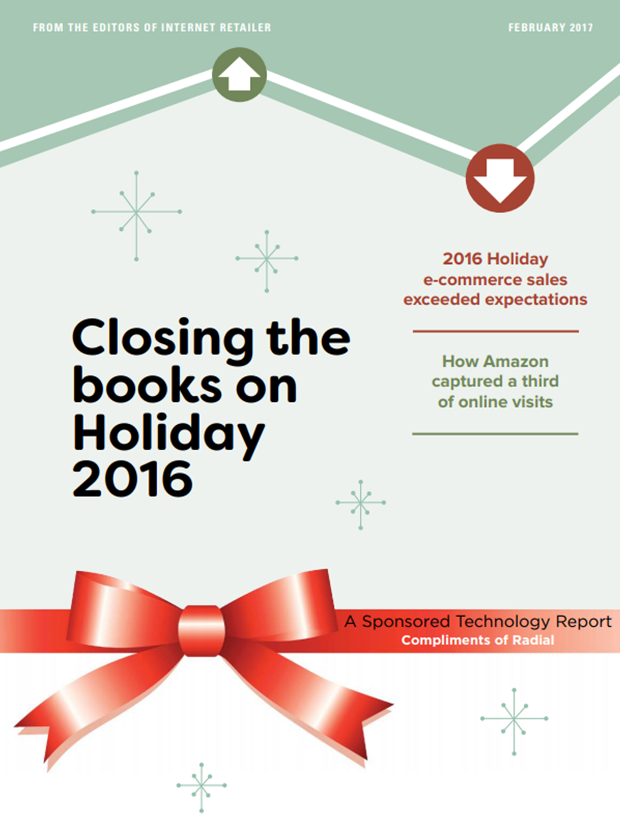 FROM THE EDITORS OF INTERNET RETAILER
FEBRUARY 2017
2016 Holiday
e-commerce sales
exceeded expectations
How Amazon
captured a third
of online visits
Closing the
books on
Holiday
2016
A Sponsored Technology Report
Compliments of Radial